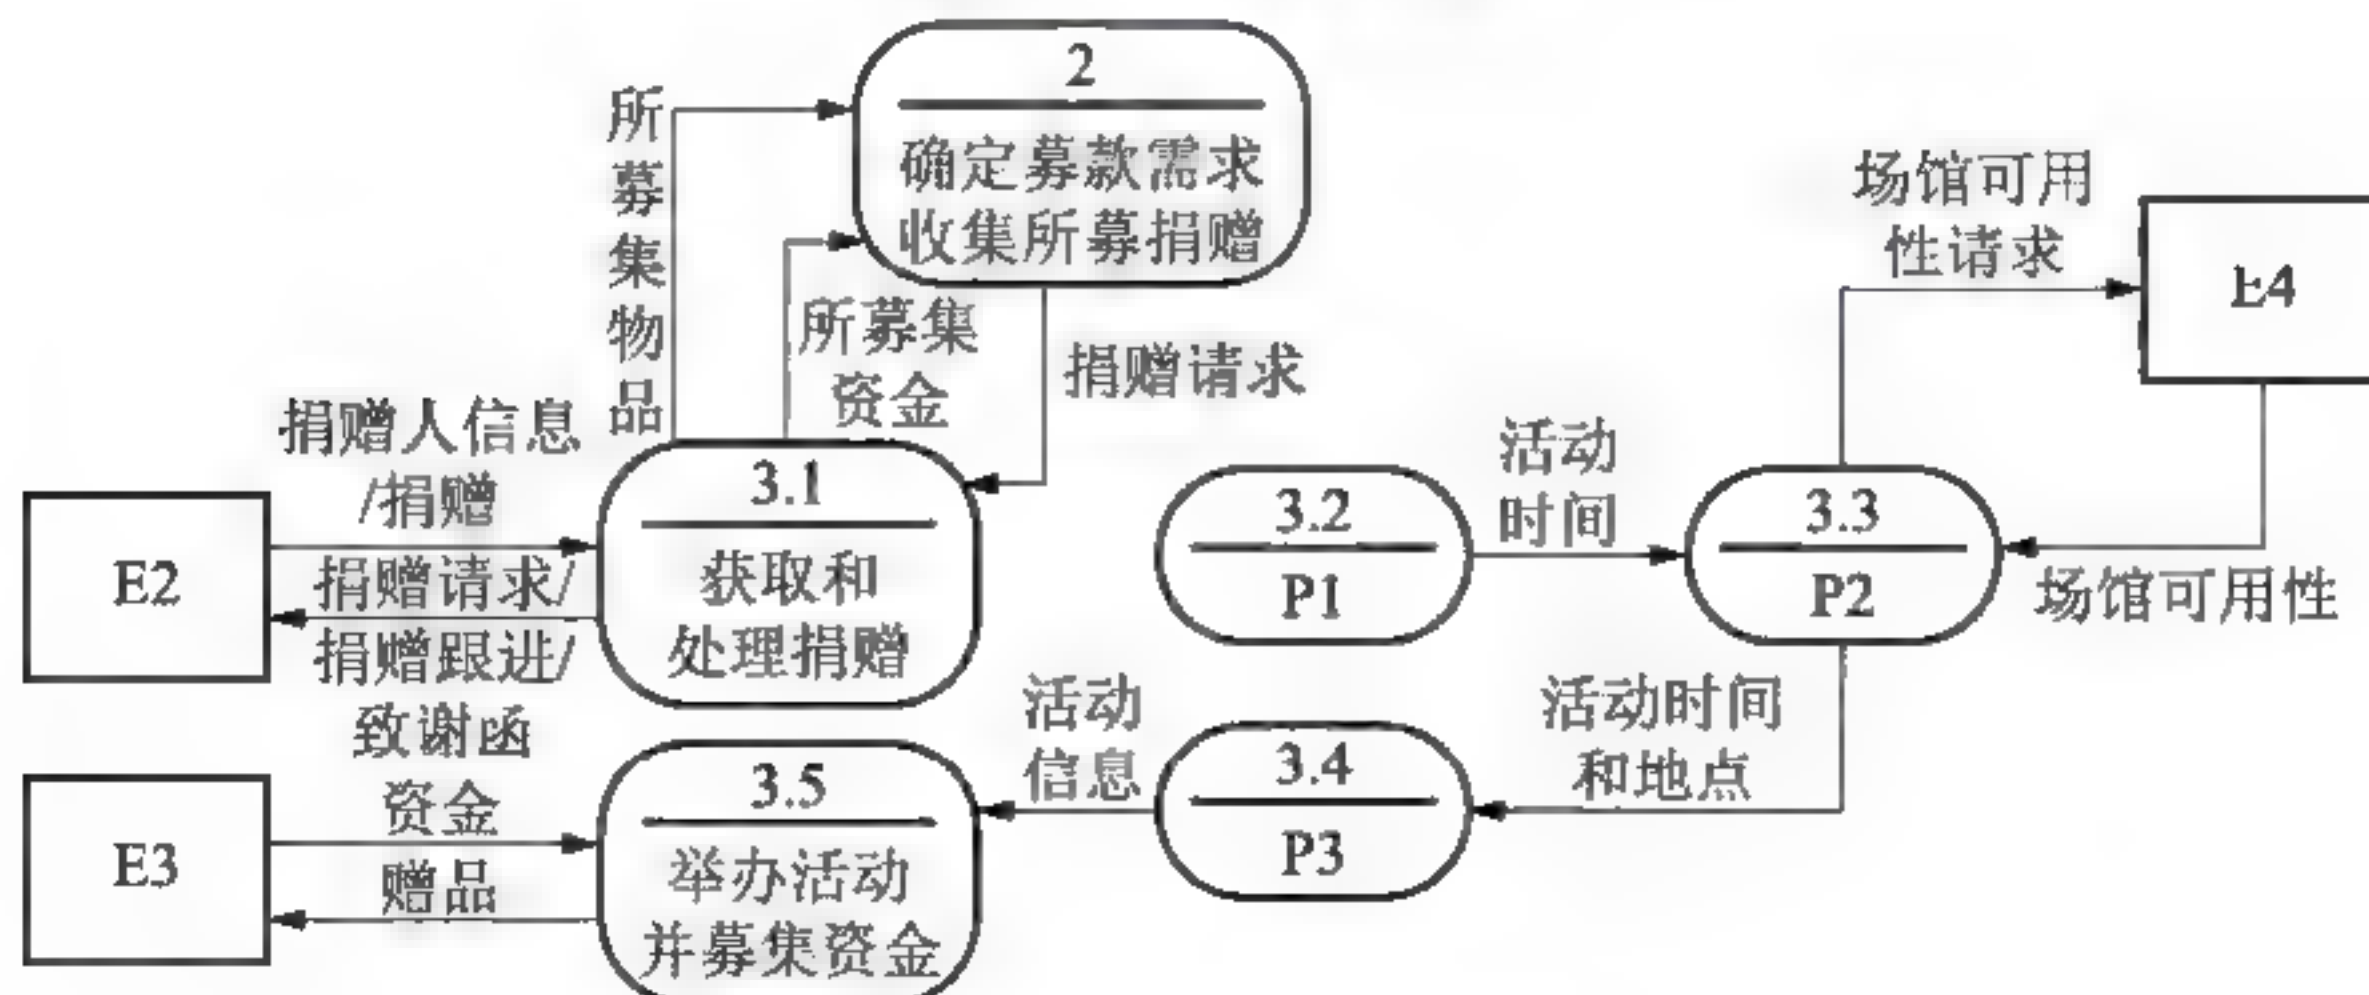 2
确定募款需求
收集所募捐赠
所募集物品
所募集
资金
捐赠请求
场馆可用
性请求
E4
捐赠人信息
/捐赠
捐赠请求/
捐赠跟进/
致谢函
E2
3.1
获取和
处理捐赠
3.2
P1
活动
时间
3.3
P2
场馆可用性
活动时间
和地点
3.4
P3
活动
信息
E3
资金
赠品
3.5
举办活动
并募集资金